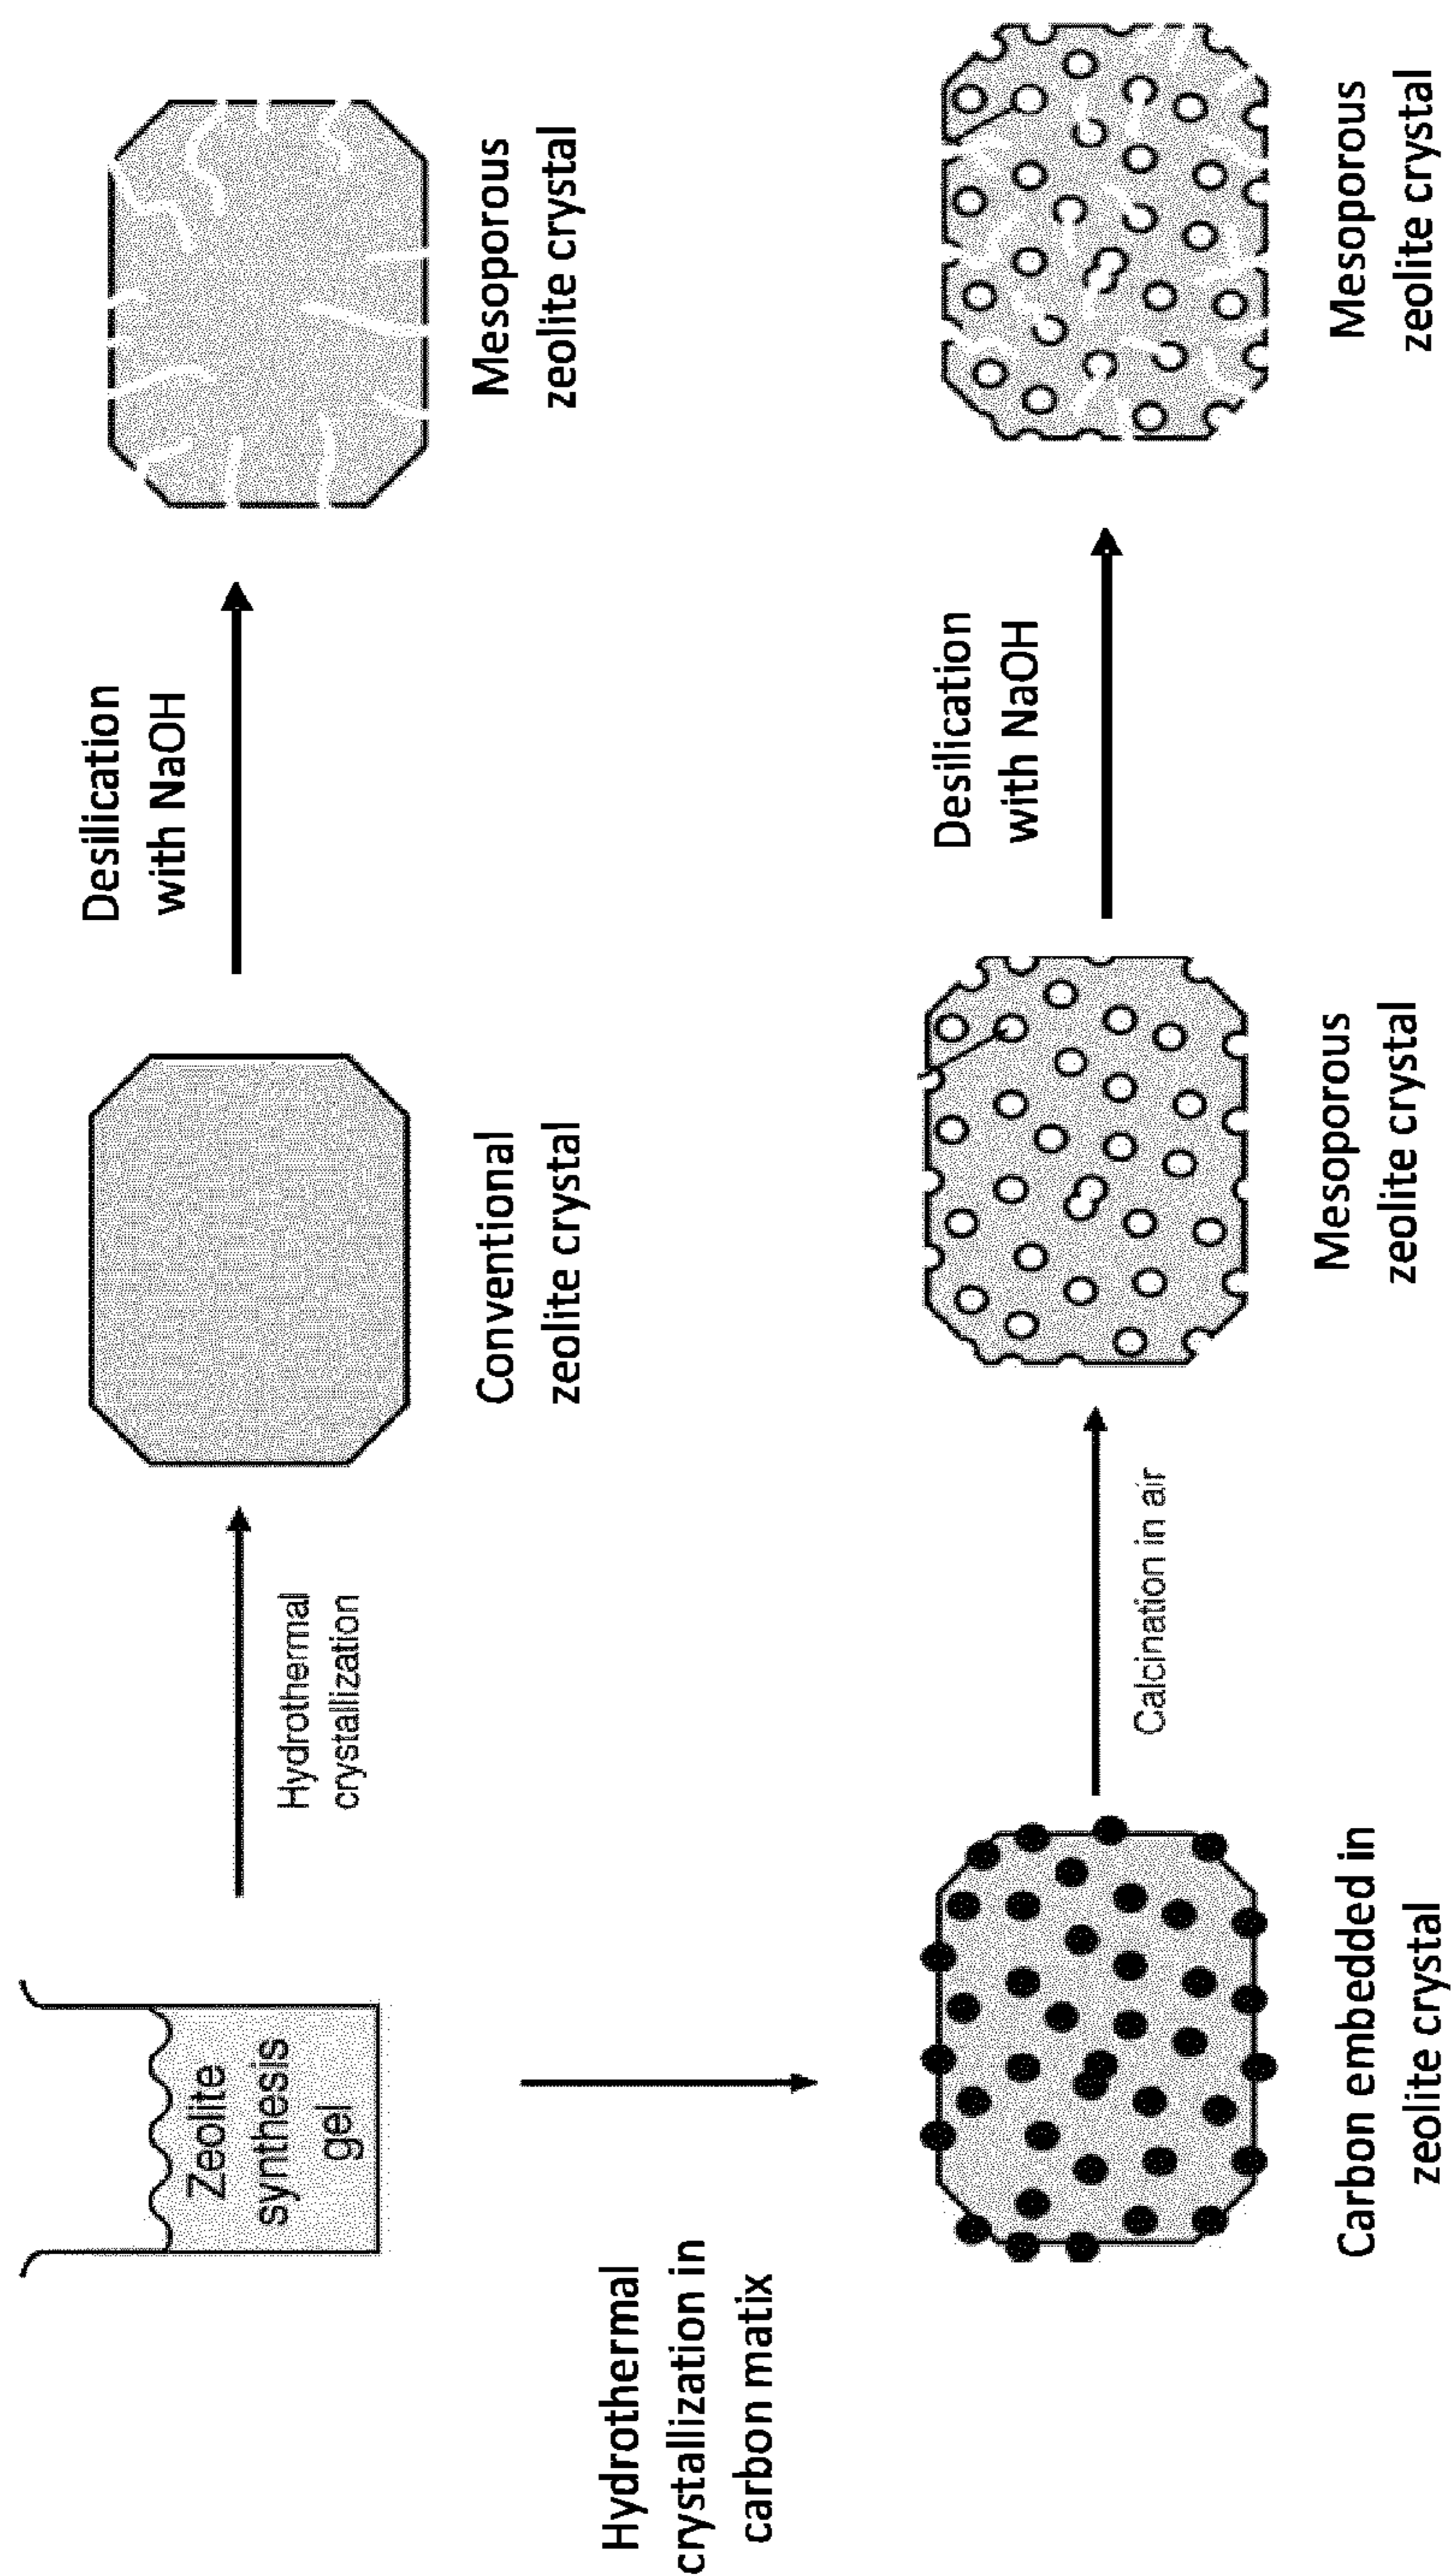 Zeolite
synthesis
gel
Hydrothermal
crystallization
Conventional
zeolite crystal
Desilication
with NaOH
Mesoporous
zeolite crystal
Hydrothermal
crystallization in
carbon matix
Carbon embedded in
zeolite crystal
Calcination in air
Mesoporous
zeolite crystal
Desilication
with NaOH
Mesoporous
zeolite crystal